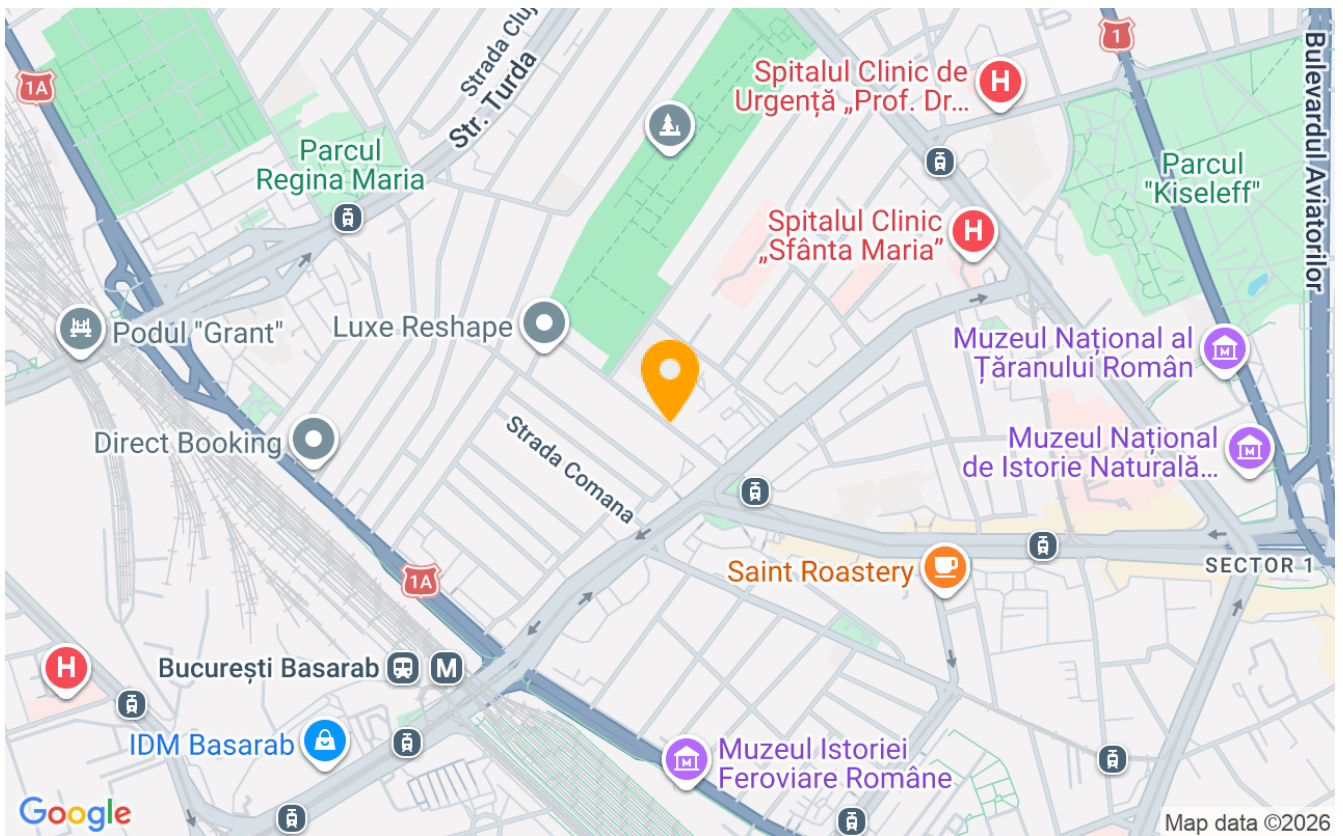 1A
Strada Cluj
Str. Turda
Spitalul Clinic de
Urgență „Prof. Dr...
H
1
Bulevardul Aviatorilor
Parcul
Regina Maria
Parcul
"Kiseleff"
Spitalul Clinic
„Sfânta Maria”
H
Podul "Grant"
Luxe Reshape
Muzeul Național al
Țăranului Român
Direct Booking
Strada Comana
Muzeul Național
de Istorie Naturală...
1A
Saint Roastery
SECTOR 1
H
București Basarab
M
IDM Basarab
Muzeul Istoriei
Feroviare Române
Google
Map data ©2026